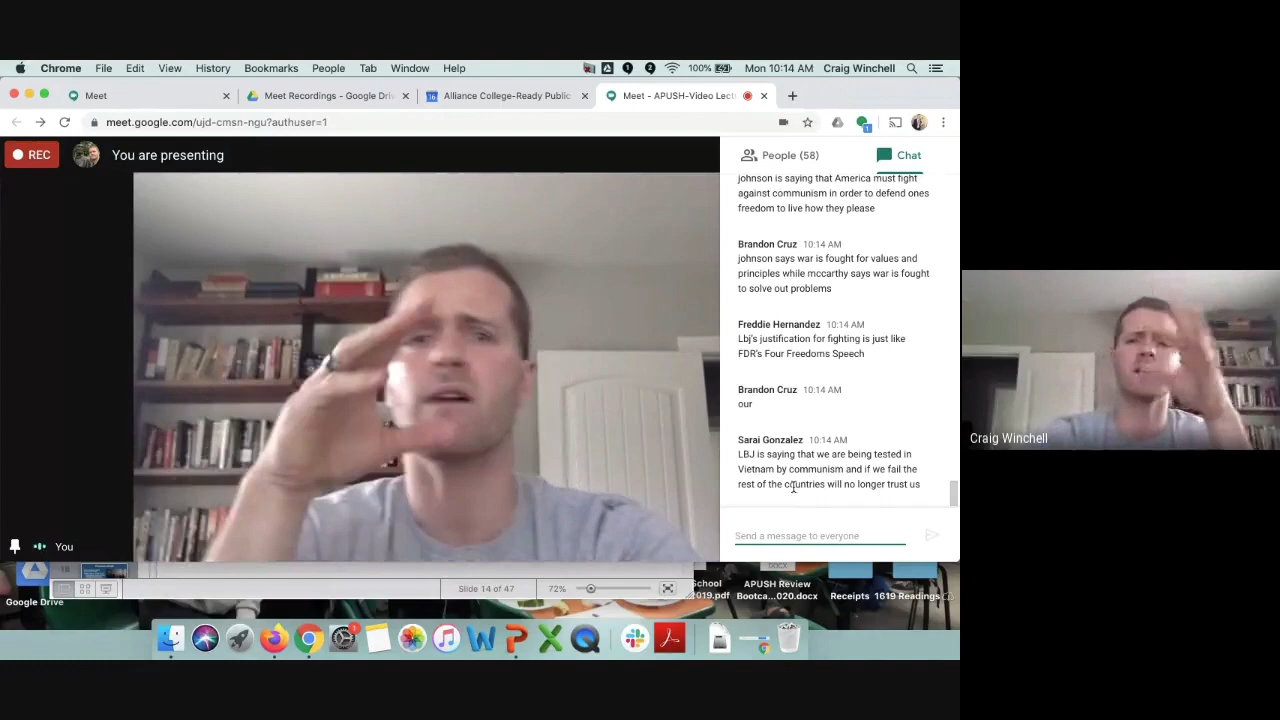 Chrome File Edit View History Bookmarks People Tab Window Help 100% Mon 10:14 AM Craig Winchell
Meet
Meet Recordings - Google Driv
Alliance College-Ready Public
Meet - APUSH-Video Lect
meet.google.com/ujd-cmsn-ngu?authuser=1
REC
You are presenting
People (58)
Chat
johnson is saying that America must fight
against communism in order to defend ones
freedom to live how they please
Brandon Cruz 10:14 AM
johnson says war is fought for values and
principles while mccarthy says war is fought
to solve out problems
Freddie Hernandez 10:14 AM
Lbj's justification for fighting is just like
FDR's Four Freedoms Speech
Brandon Cruz 10:14 AM
our
Sarai Gonzalez 10:14 AM
LBJ is saying that we are being tested in
Vietnam by communism and if we fail the
rest of the countries will no longer trust us
Send a message to everyone
You
Craig Winchell
Slide 14 of 47
72%
Google Drive
School
2019.pdf
DOCX
APUSH Review
Bootca...020.docx
Receipts
1619 Readings